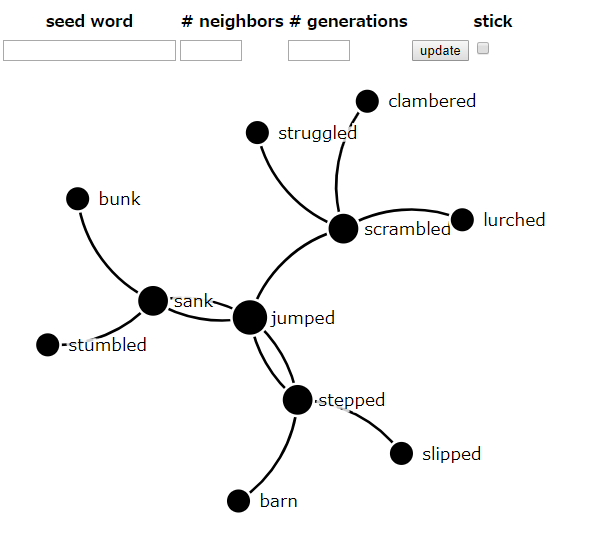 seed word # neighbors # generations stick
update
clambered
struggled
bunk
lurched
scrambled
sank
jumped
stumbled
stepped
slipped
barn